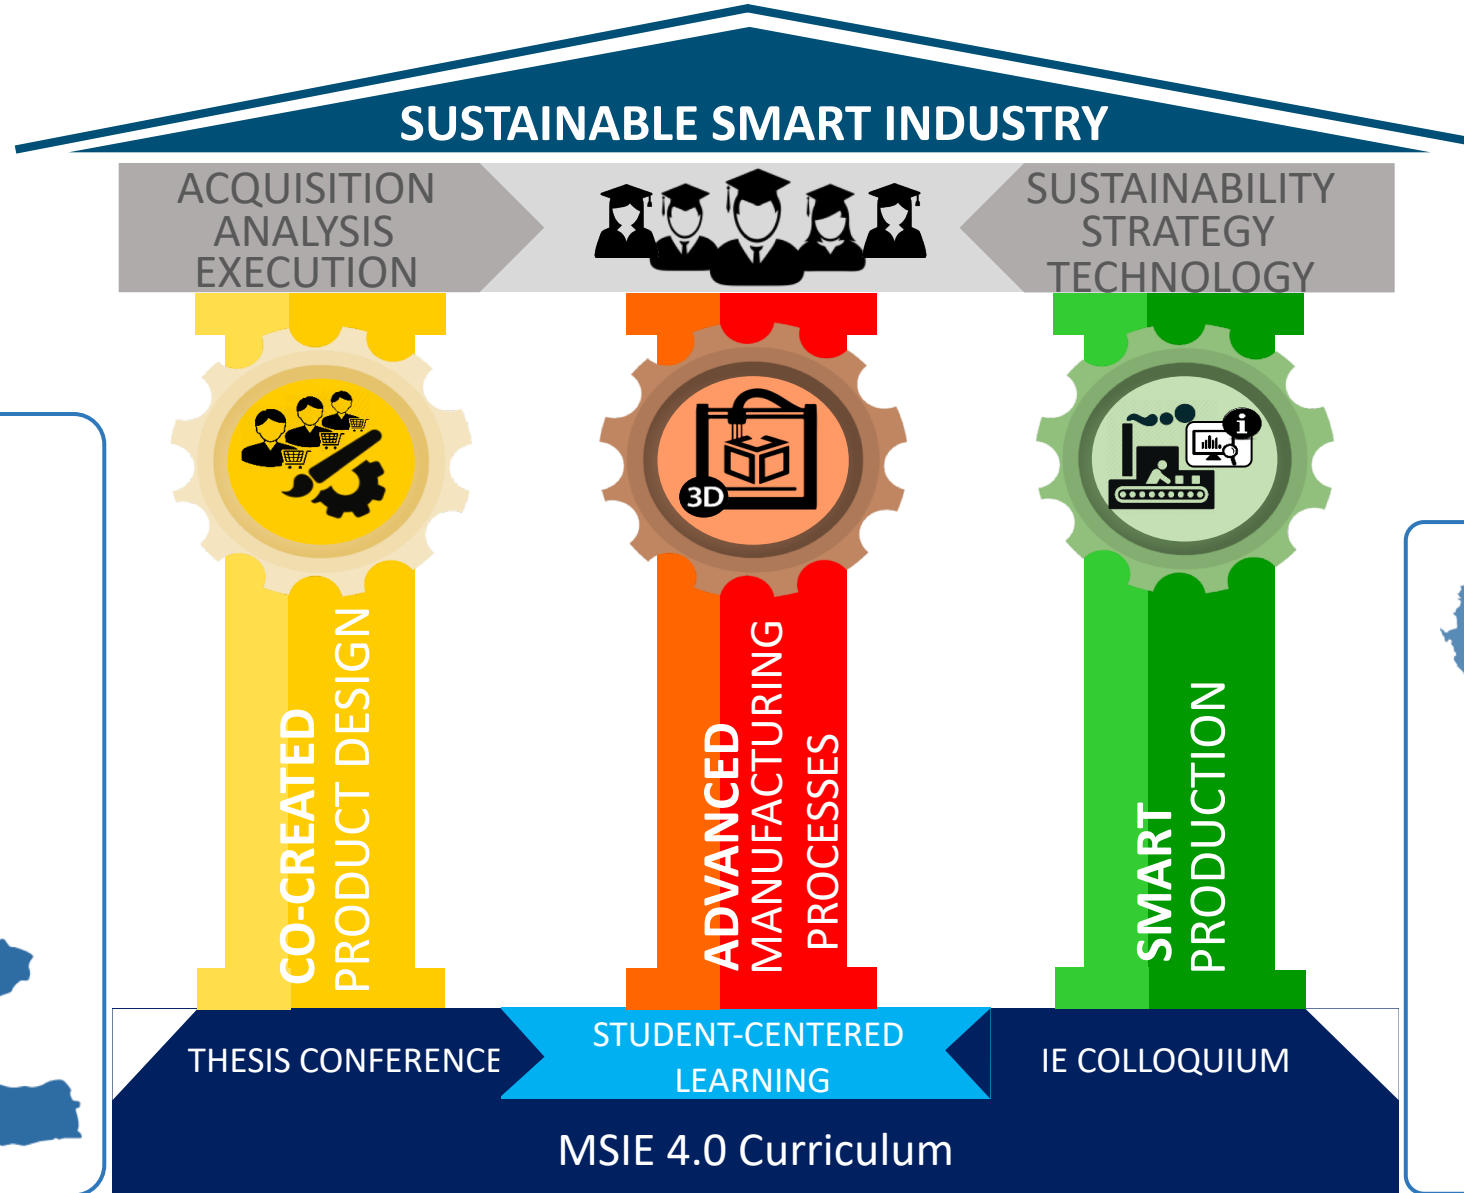 SUSTAINABLE SMART INDUSTRY
ACQUISITION
ANALYSIS
EXECUTION
SUSTAINABILITY
STRATEGY
TECHNOLOGY
3D
i
CO-CREATED
PRODUCT DESIGN
ADVANCED
MANUFACTURING
PROCESSES
SMART
PRODUCTION
THESIS CONFERENCE
STUDENT-CENTERED
LEARNING
IE COLLOQUIUM
MSIE 4.0 Curriculum